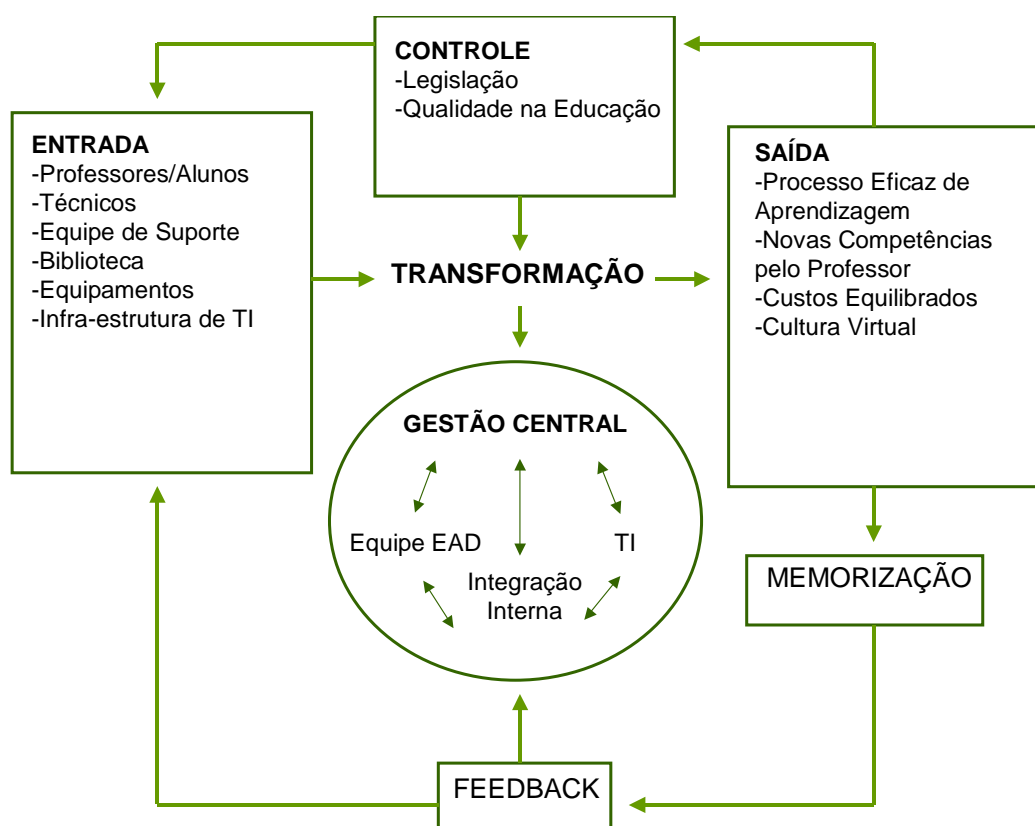 CONTROLE
-Legislação
-Qualidade na Educação
ENTRADA
-Professores/Alunos
-Técnicos
-Equipe de Suporte
-Biblioteca
-Equipamentos
-Infra-estrutura de TI
TRANSFORMAÇÃO
SAÍDA
-Processo Eficaz de
Aprendizagem
-Novas Competências
pelo Professor
-Custos Equilibrados
-Cultura Virtual
GESTÃO CENTRAL
Equipe EAD
TI
Integração
Interna
MEMORIZAÇÃO
FEEDBACK